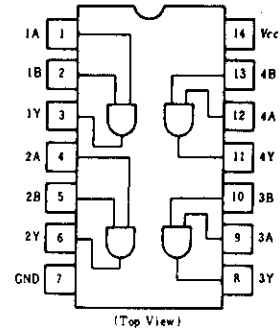 1A 1 14 Vcc
1B 2 13 4B
1Y 3 12 4A
2A 4 11 4Y
2B 5 10 3B
2Y 6 9 3A
GND 7 8 3Y
(Top View)